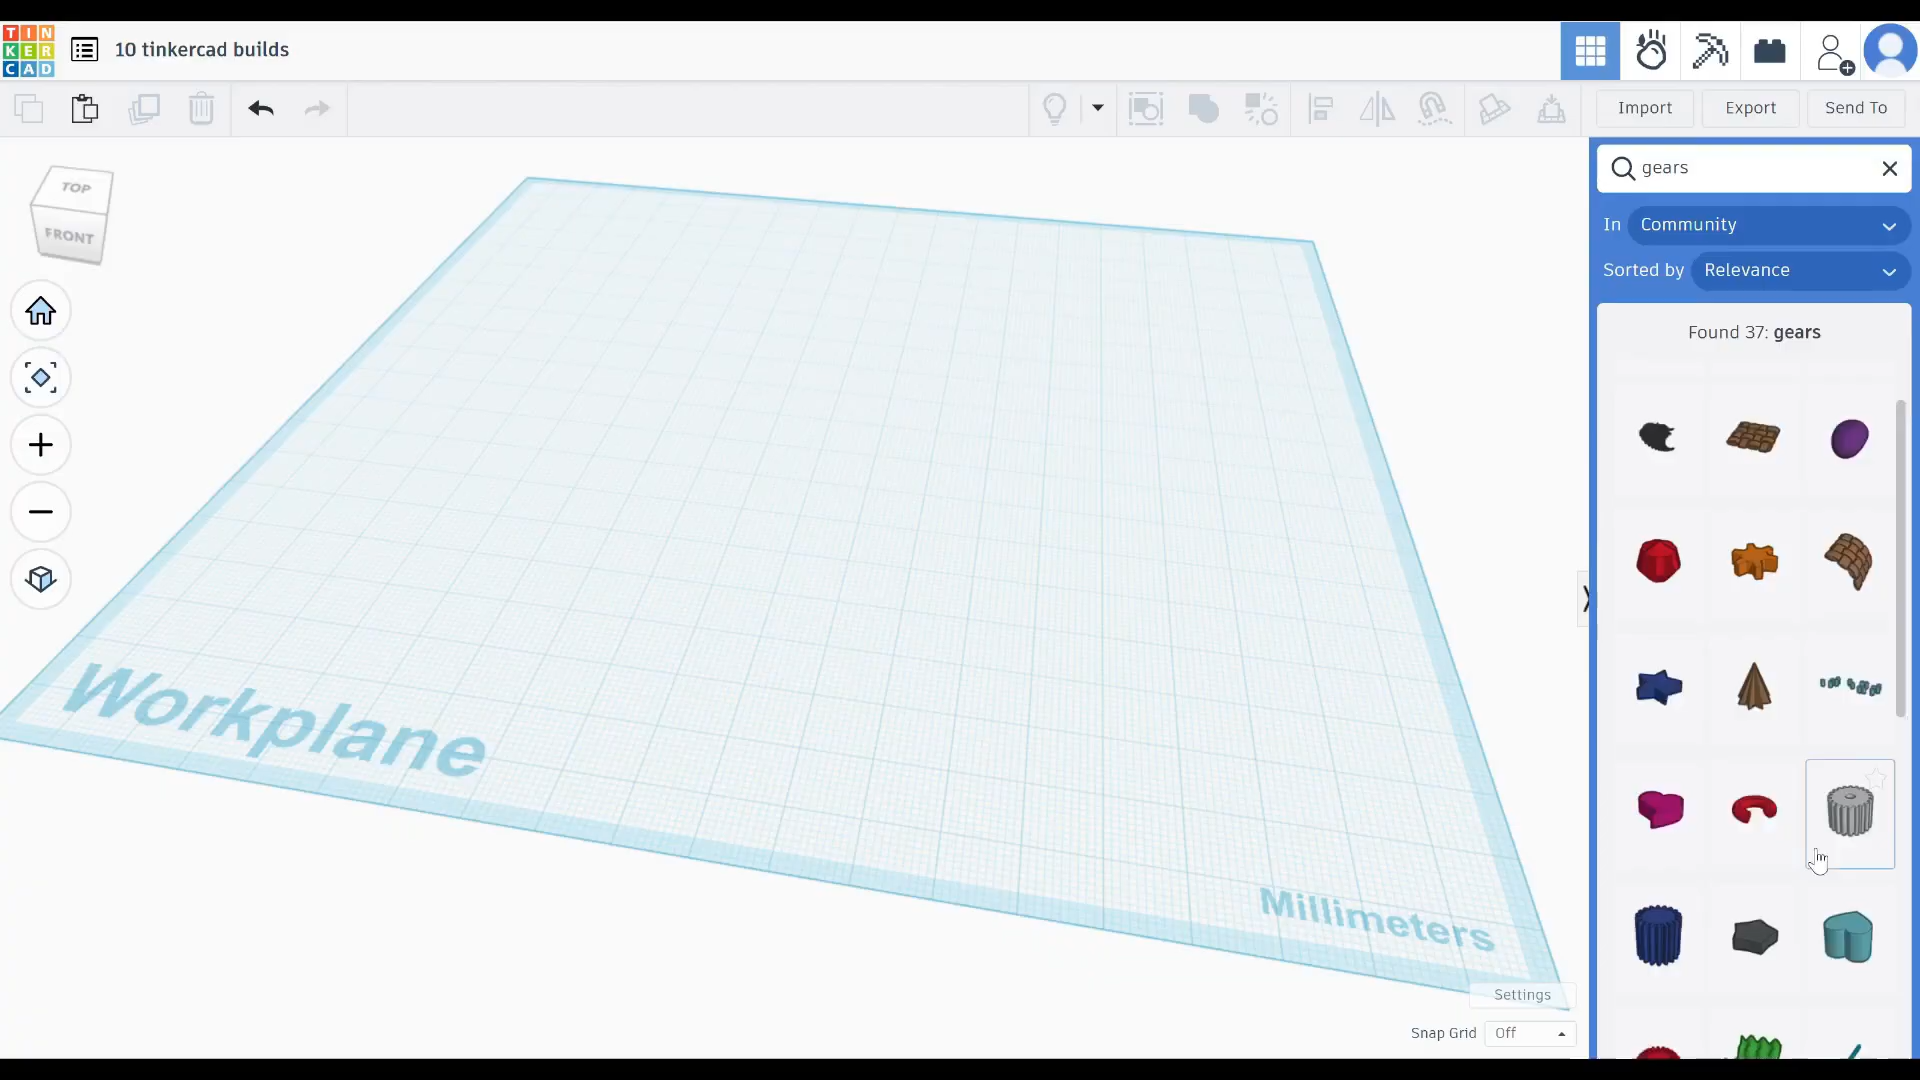 TIN
KER
CAD
10 tinkercad builds
Import
Export
Send To
TOP
FRONT
gears
In Community
Sorted by Relevance
Found 37: gears
Workplane
Millimeters
Settings
Snap Grid Off